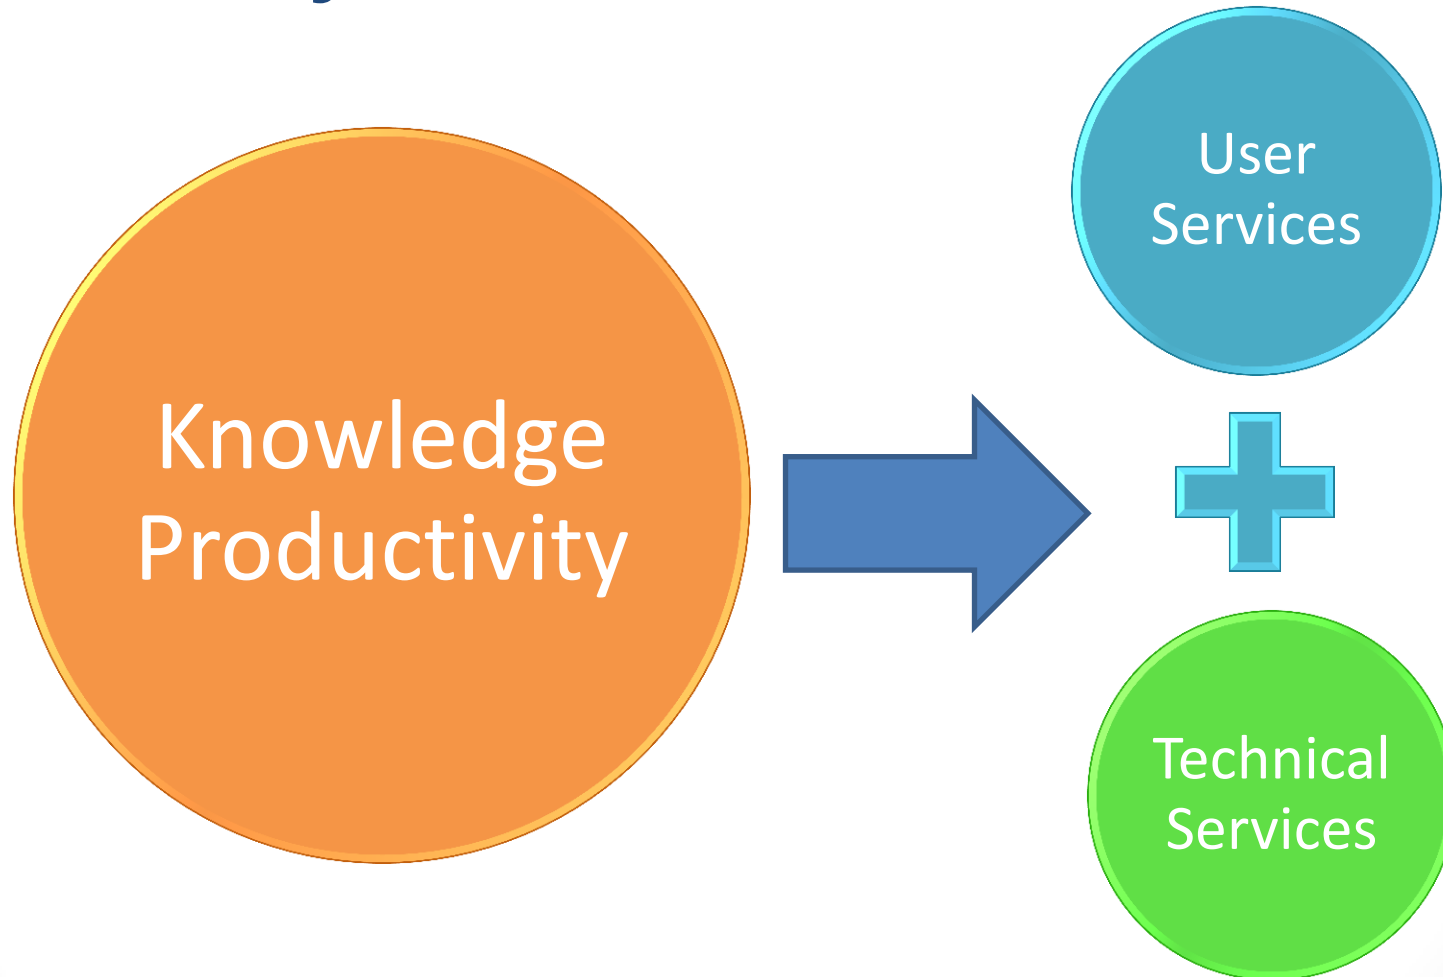 Knowledge
Productivity
User
Services
Technical
Services